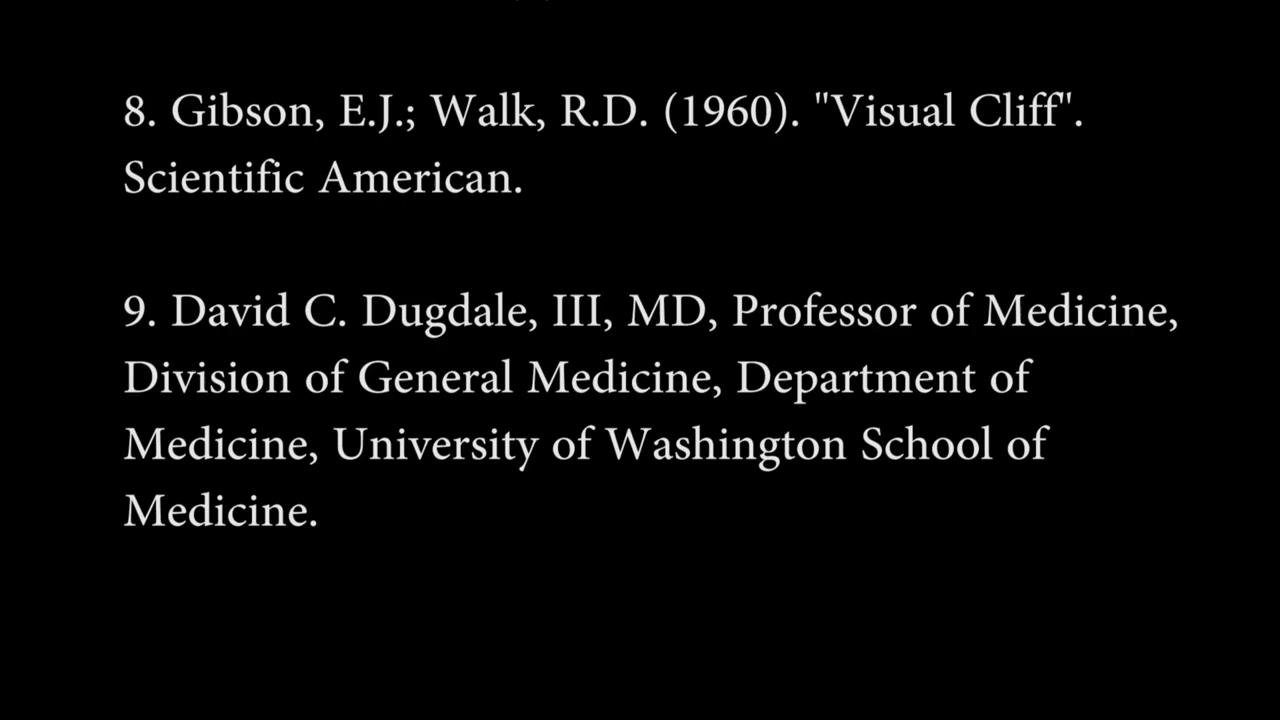 8. Gibson, E.J.; Walk, R.D. (1960). "Visual Cliff".
Scientific American.
9. David C. Dugdale, III, MD, Professor of Medicine,
Division of General Medicine, Department of
Medicine, University of Washington School of
Medicine.